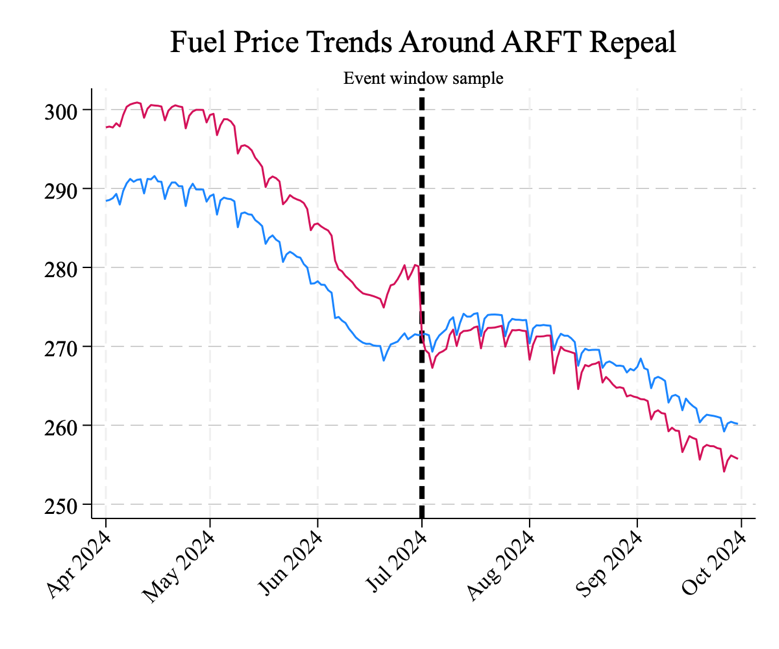 Fuel Price Trends Around ARFT Repeal
Event window sample
300
290
280
270
260
250
Apr 2024
May 2024
Jun 2024
Jul 2024
Aug 2024
Sep 2024
Oct 2024